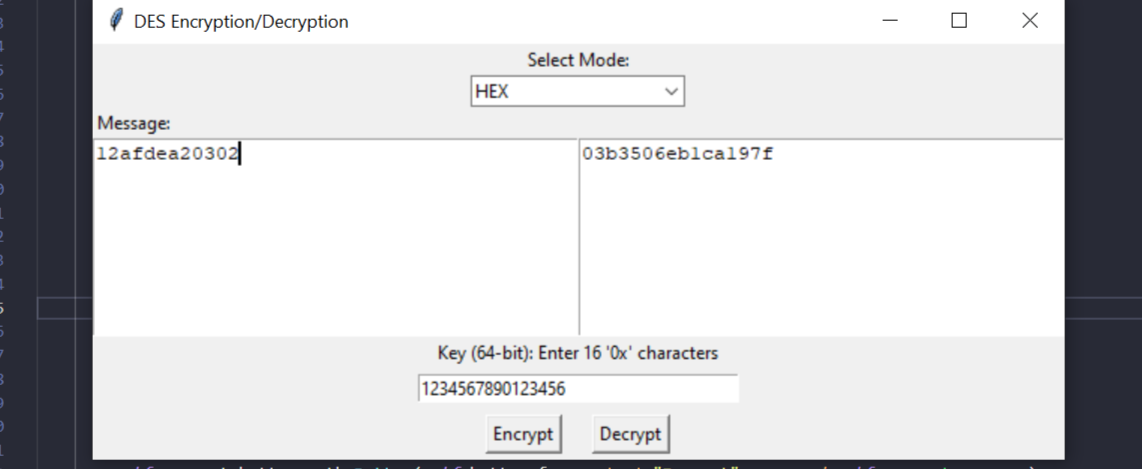 DES Encryption/Decryption
Select Mode:
HEX
Message:
12afdea20302
03b3506eb1ca197f
Key (64-bit): Enter 16 '0x' characters
1234567890123456
Encrypt
Decrypt